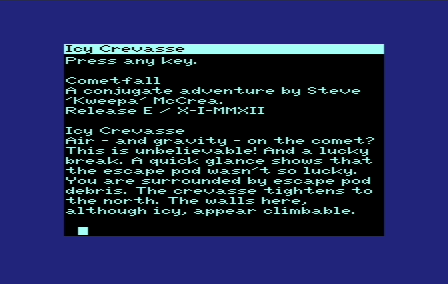 Icy Crevasse
Press any key.
Cometfall
A conjugate adventure by Steve
'Kweepa' McCrea.
Release E / X-I-MMXII
Icy Crevasse
Air - and gravity - on the comet?
This is unbelievable! And a lucky
break. A quick glance shows that
the escape pod wasn't so lucky.
You are surrounded by escape pod
debris. The crevasse tightens to
the north. The walls here,
although icy, appear climbable.